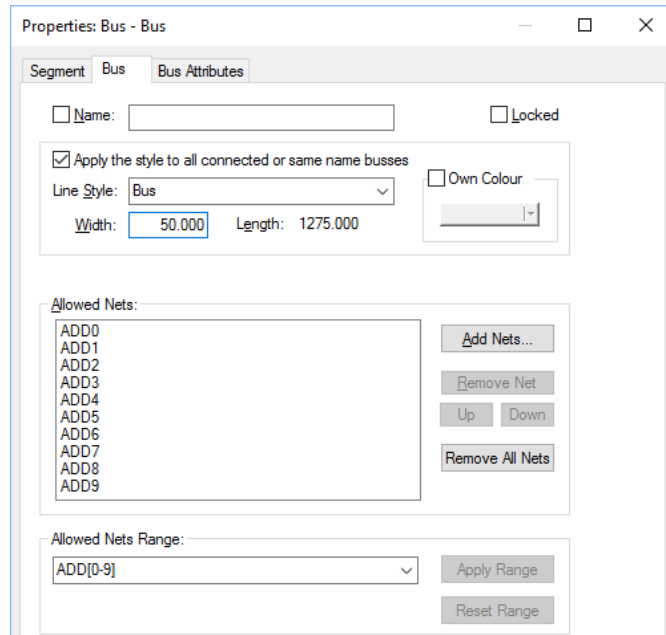 Properties: Bus - Bus
Segment Bus Bus Attributes
Name: Locked
Apply the style to all connected or same name busses
Own Colour
Line Style: Bus
Width: 50.000 Length: 1275.000
Allowed Nets:
ADD0
ADD1
ADD2
ADD3
ADD4
ADD5
ADD6
ADD7
ADD8
ADD9
Add Nets...
Remove Net
Up Down
Remove All Nets
Allowed Nets Range:
ADD[0-9] Apply Range
Reset Range